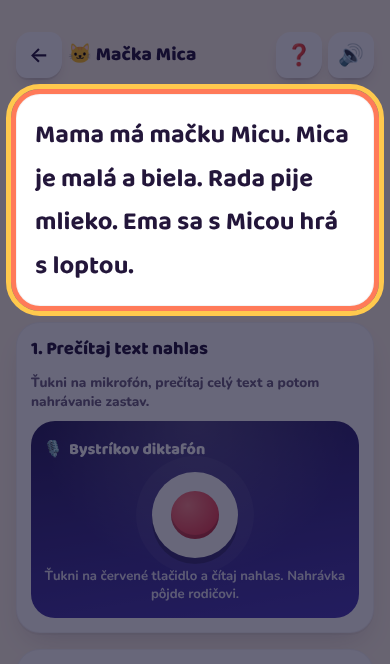 Mačka Mica
Mama má mačku Micu. Mica
je malá a biela. Rada pije
mlieko. Ema sa s Micou hrá
s loptou.
1. Prečítaj text nahlas
Ťukni na mikrofón, prečítaj celý text a potom
nahrávanie zastav.
Bystríkov diktafón
Ťukni na červené tlačidlo a čítaj nahlas. Nahrávka
pôjde rodičovi.